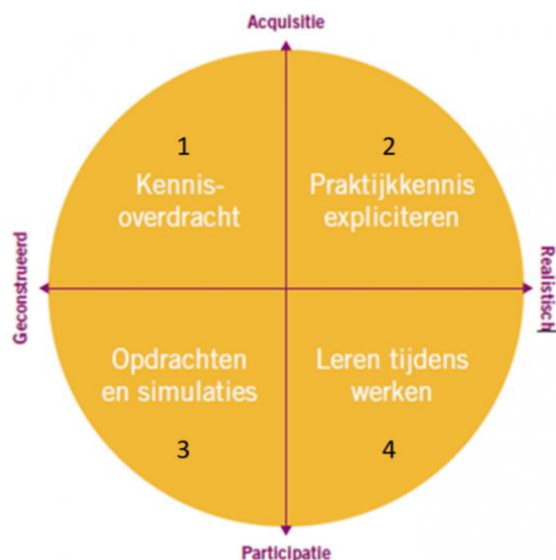 Acquisitie
1
Kennis-
overdracht
2
Praktijkkennis
expliciteren
Geconstrueerd
Realistisch
Opdrachten
en simulaties
3
Leren tijdens
werken
4
Participatie